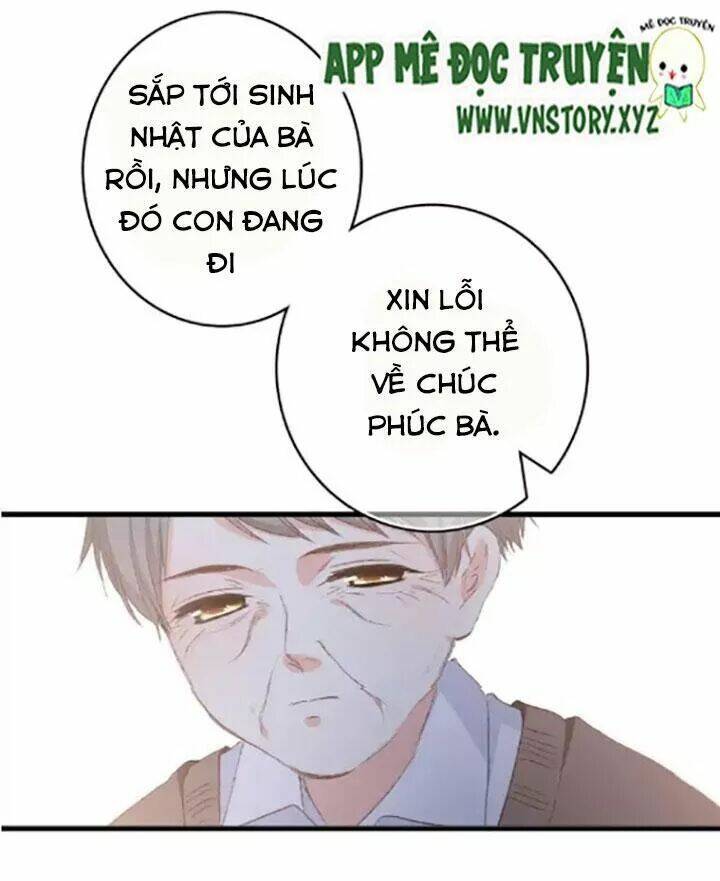 MÊ ĐỌC TRUYỆN
APP MÊ ĐỌC TRUYỆN
WWW.VNSTORY.XYZ
SẮP TỚI SINH
NHẬT CỦA BÀ
RỒI, NHƯNG LÚC
ĐÓ CON ĐANG
ĐI
XIN LỖI
KHÔNG THỂ
VỀ CHÚC
PHÚC BÀ.